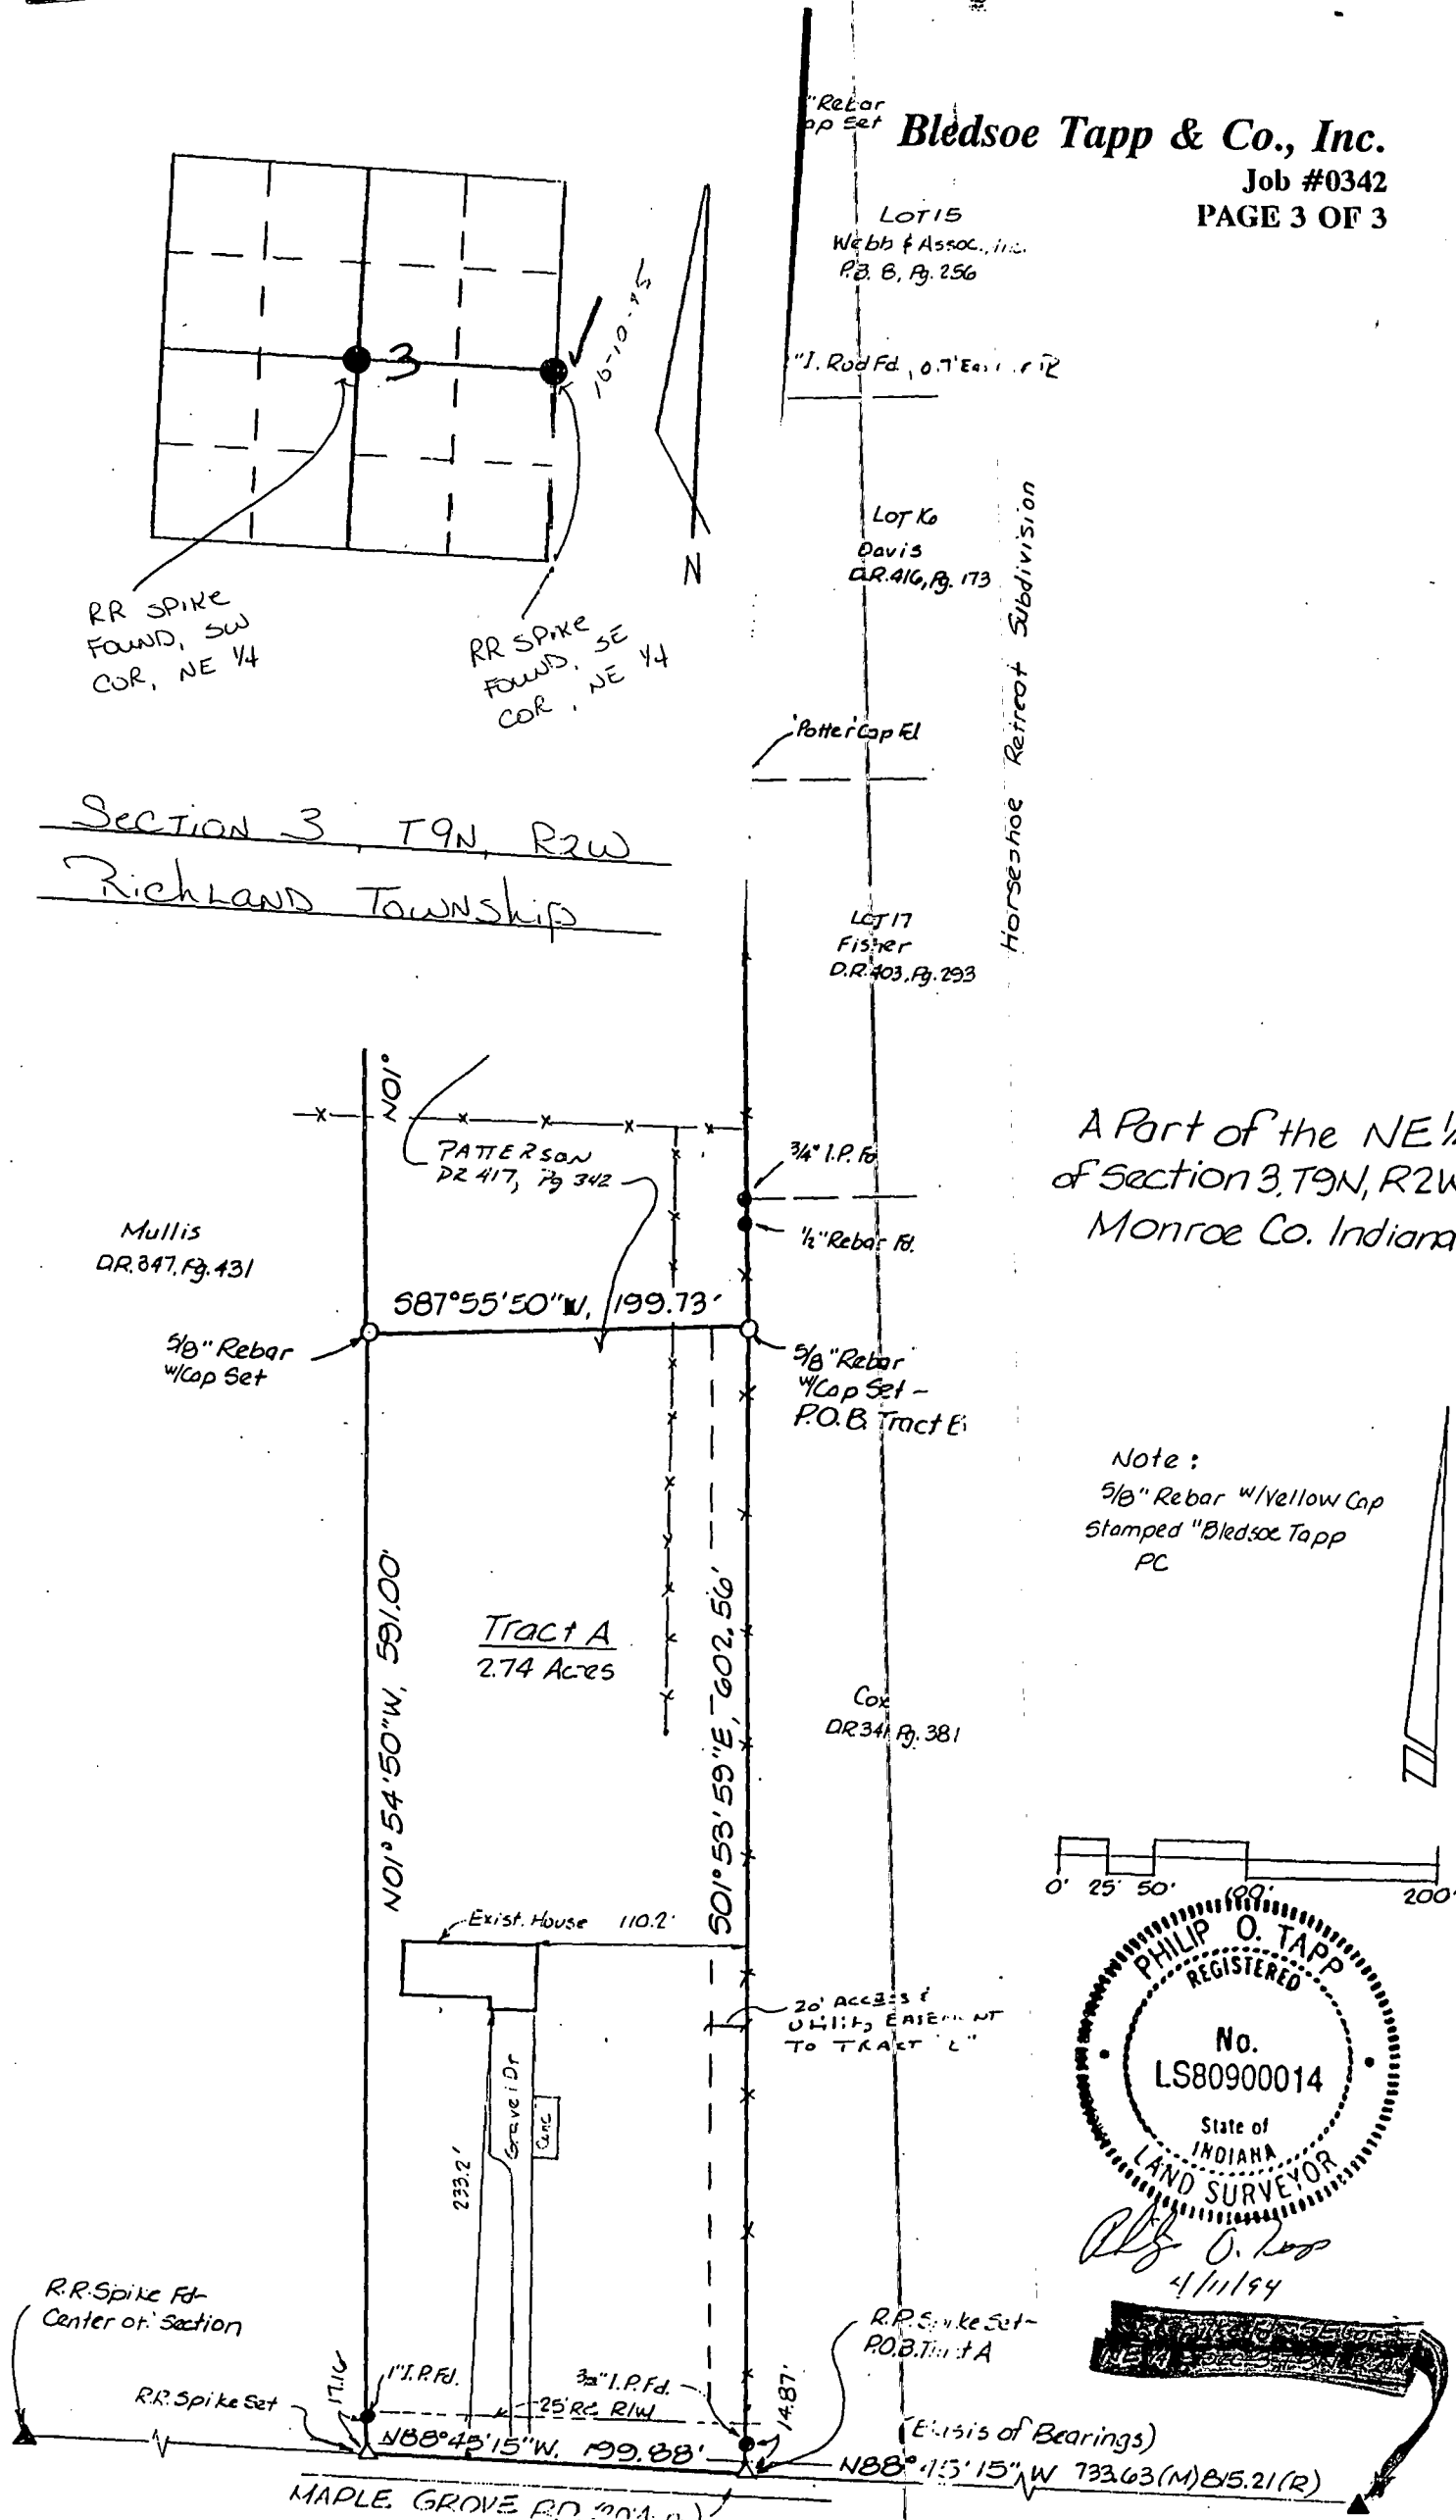 Bledsoe Tapp & Co., Inc.
Job #0342
PAGE 3 OF 3
"Rebar
Set
LOT 15
Webb & Assoc., Inc.
P.B. 8, Pg. 256
"I. Rod Fd., 0.7' East of
3
16-10-95
N
RR SPIKE
FOUND, SW
COR, NE 1/4
RR SPIKE
FOUND, SE
COR, NE 1/4
LOT 16
Davis
D.R. 416, Pg. 173
Horseshoe Retreat Subdivision
'Potter' Cap
SECTION 3, T9N, R2W
RICHLAND TOWNSHIP
LOT 17
Fisher
D.R. 403, Pg. 293
N01°
PATTERSON
DR 417, Pg 342
3/4" I.P. Fd
1/2" Rebar Fd.
A Part of the NE 1/
of Section 3, T9N, R2W
Monroe Co. Indiana
Mullis
D.R. 347, Pg. 431
S87°55'50"W, 199.73'
5/8" Rebar
w/Cap Set
5/8" Rebar
w/Cap Set -
P.O.B. Tract
Note:
5/8" Rebar w/Yellow Cap
Stamped "Bledsoe Tapp
PC
N01°54'50"W, 591.00'
Tract A
2.74 Acres
S01°53'59"E, 602.56'
Cox
DR 341 Pg. 381
0' 25' 50' 100' 200'
Exist. House 110.2'
20' ACCESS &
Utility EASEMENT
TO TRACT
Gravel Dr
Conc
233.2'
PHILIP O. TAPP
REGISTERED
No.
LS80900014
State of
INDIANA
LAND SURVEYOR
4/11/94
R.R. Spike Fd-
Center of Section
R.R. Spike Set-
P.O.B. Tract A
17.16'
1" I.P. Fd.
I.P. Fd.
14.87'
R.R. Spike Set
25' R/W
N88°45'15"W, 199.88'
(Basis of Bearings)
N88°45'15"W 733.63 (M) 815.21 (R)
MAPLE GROVE RD